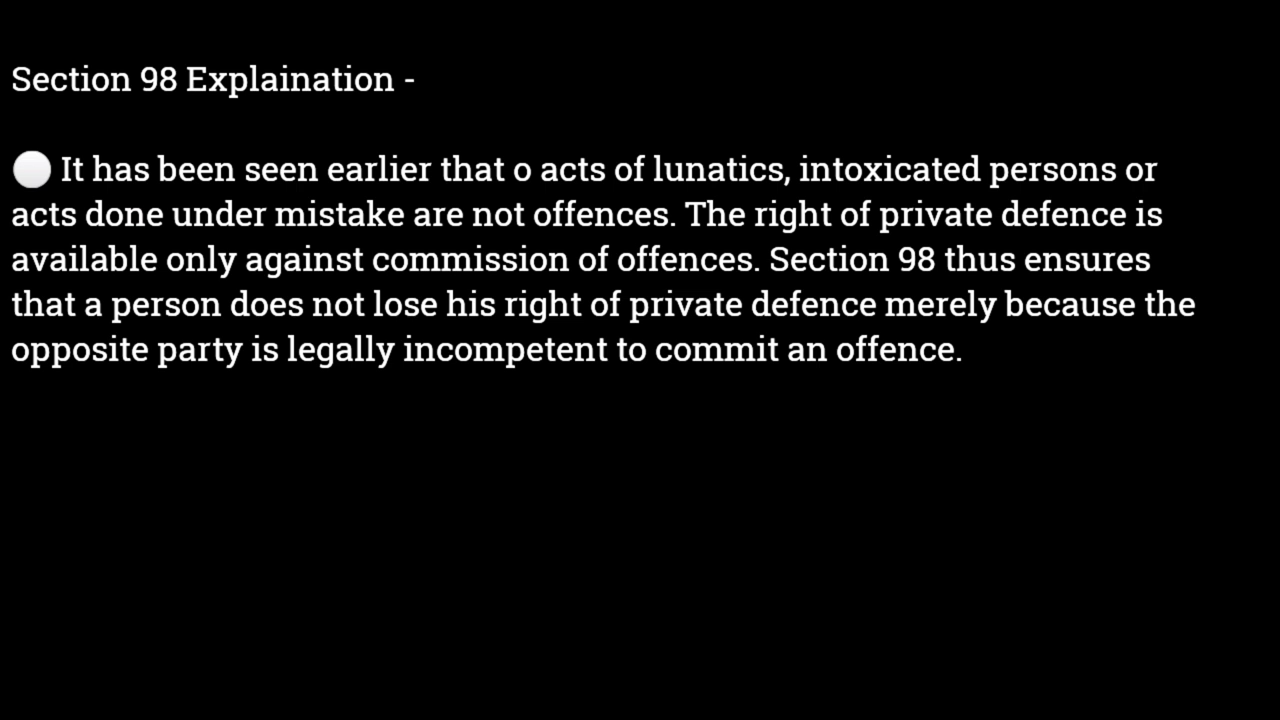 Section 98 Explaination -
⚪ It has been seen earlier that o acts of lunatics, intoxicated persons or
acts done under mistake are not offences. The right of private defence is
available only against commission of offences. Section 98 thus ensures
that a person does not lose his right of private defence merely because the
opposite party is legally incompetent to commit an offence.